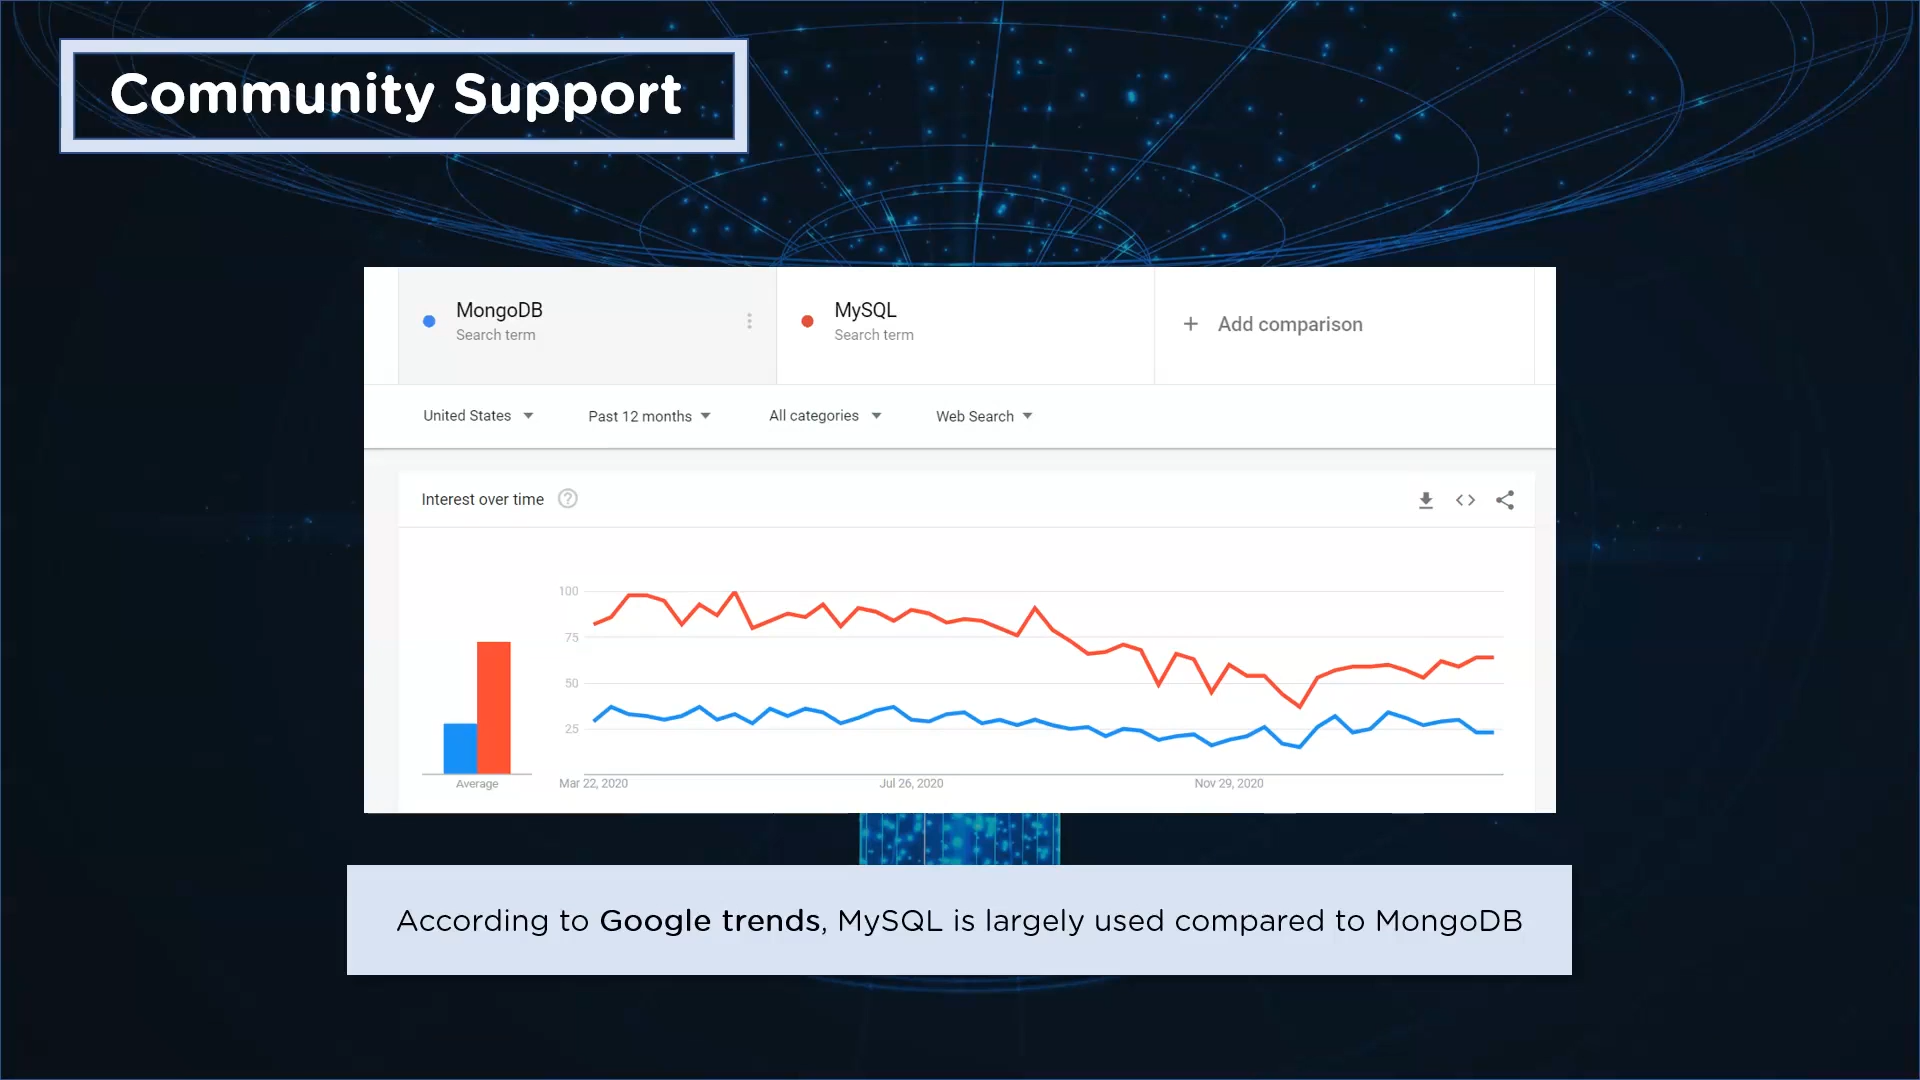 Community Support
MongoDB
Search term
MySQL
Search term
+ Add comparison
United States
Past 12 months
All categories
Web Search
Interest over time
100
75
50
25
Average
Mar 22, 2020
Jul 26, 2020
Nov 29, 2020
According to Google trends, MySQL is largely used compared to MongoDB